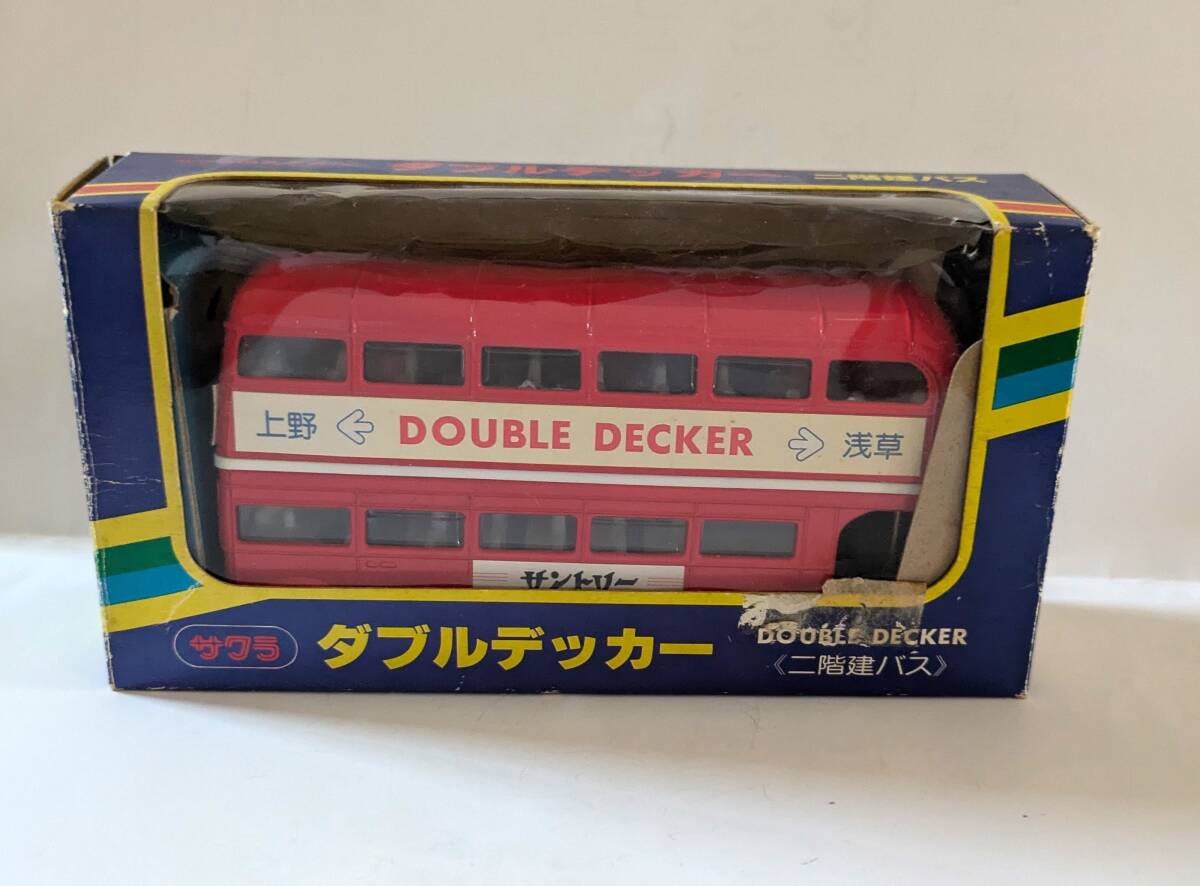 ダブルデッカー 二階建バス
上野 ← DOUBLE DECKER → 浅草
サントリー
サクラ ダブルデッカー DOUBLE DECKER
《二階建バス》